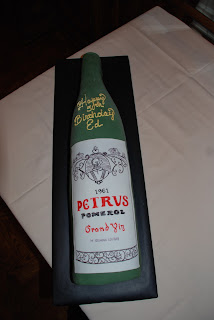 Happy
Birthday
Ed
1961
PETRUS
POMEROL
Grand Vin